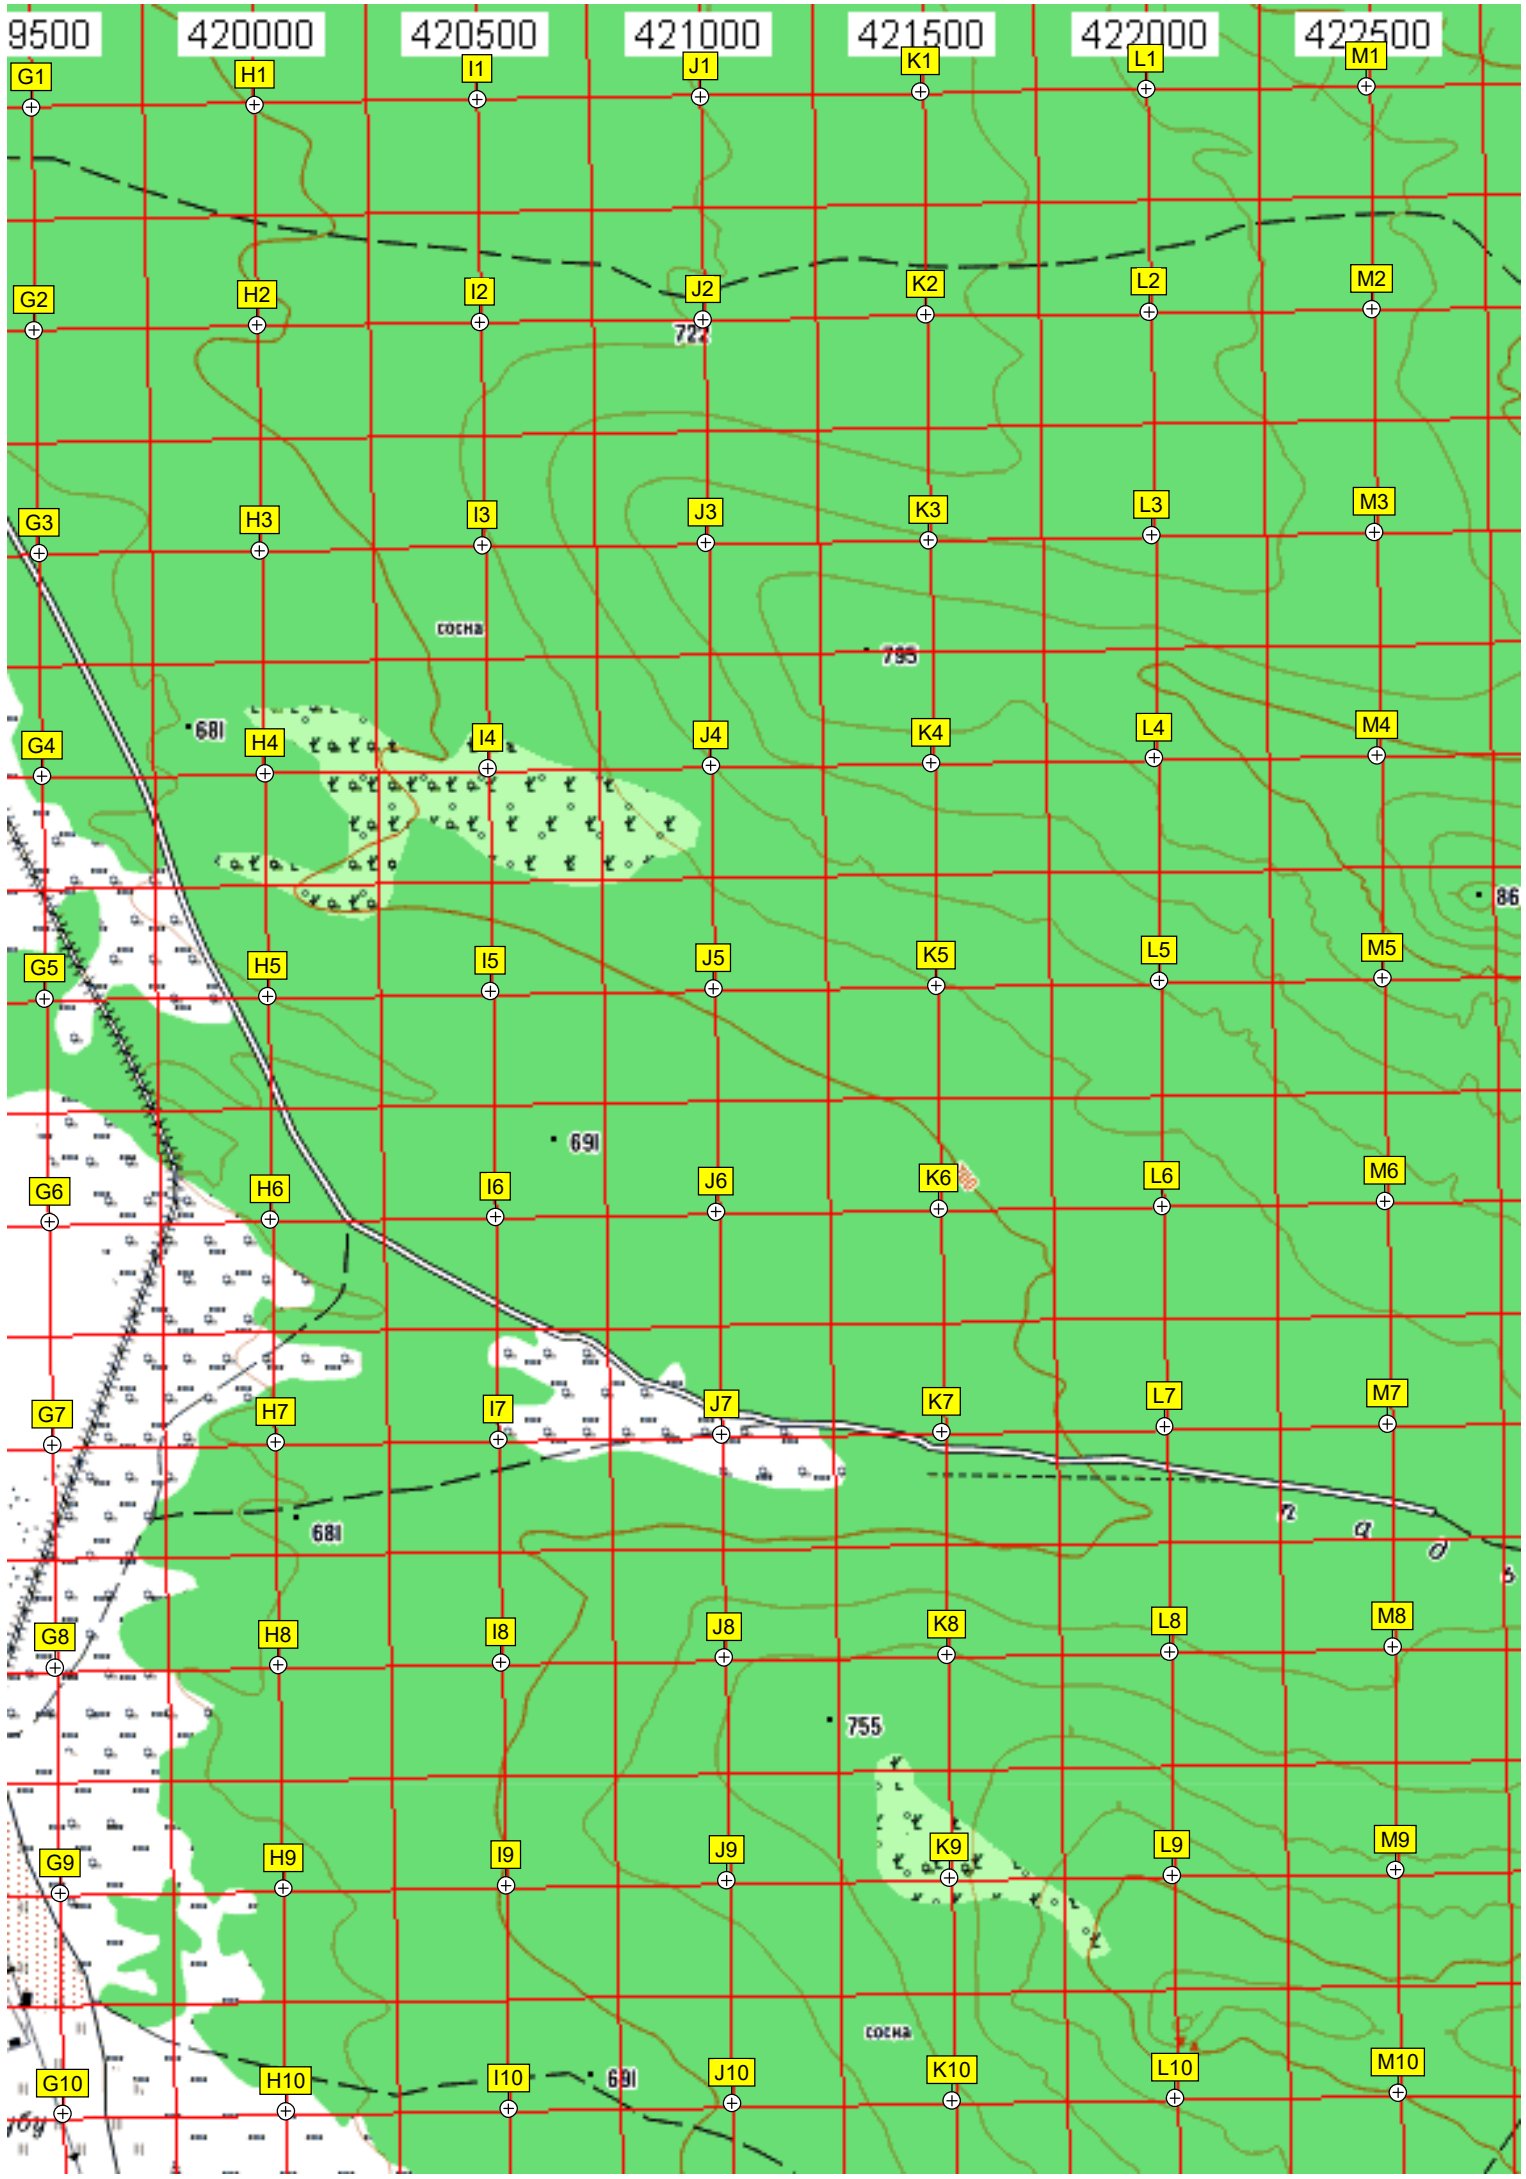 9500 420000 420500 421000 421500 422000 422500
G1 H1 I1 J1 K1 L1 M1
G2 H2 I2 J2 K2 L2 M2
722
G3 H3 I3 J3 K3 L3 M3
сосна
795
681
G4 H4 I4 J4 K4 L4 M4
86
G5 H5 I5 J5 K5 L5 M5
691
G6 H6 I6 J6 K6 L6 M6
G7 H7 I7 J7 K7 L7 M7
п а д ь
681
G8 H8 I8 J8 K8 L8 M8
755
G9 H9 I9 J9 K9 L9 M9
сосна
691
G10 H10 I10 J10 K10 L10 M10